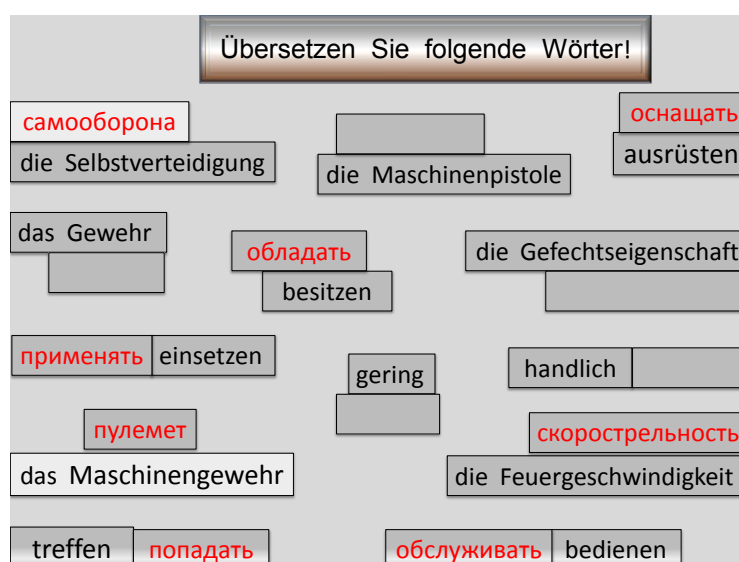 Übersetzen Sie folgende Wörter!
самооборона
die Selbstverteidigung
die Maschinenpistole
оснащать
ausrüsten
das Gewehr
обладать
besitzen
die Gefechtseigenschaft
применять einsetzen
gering
handlich
пулемет
das Maschinengewehr
скорострельность
die Feuergeschwindigkeit
treffen попадать
обслуживать bedienen